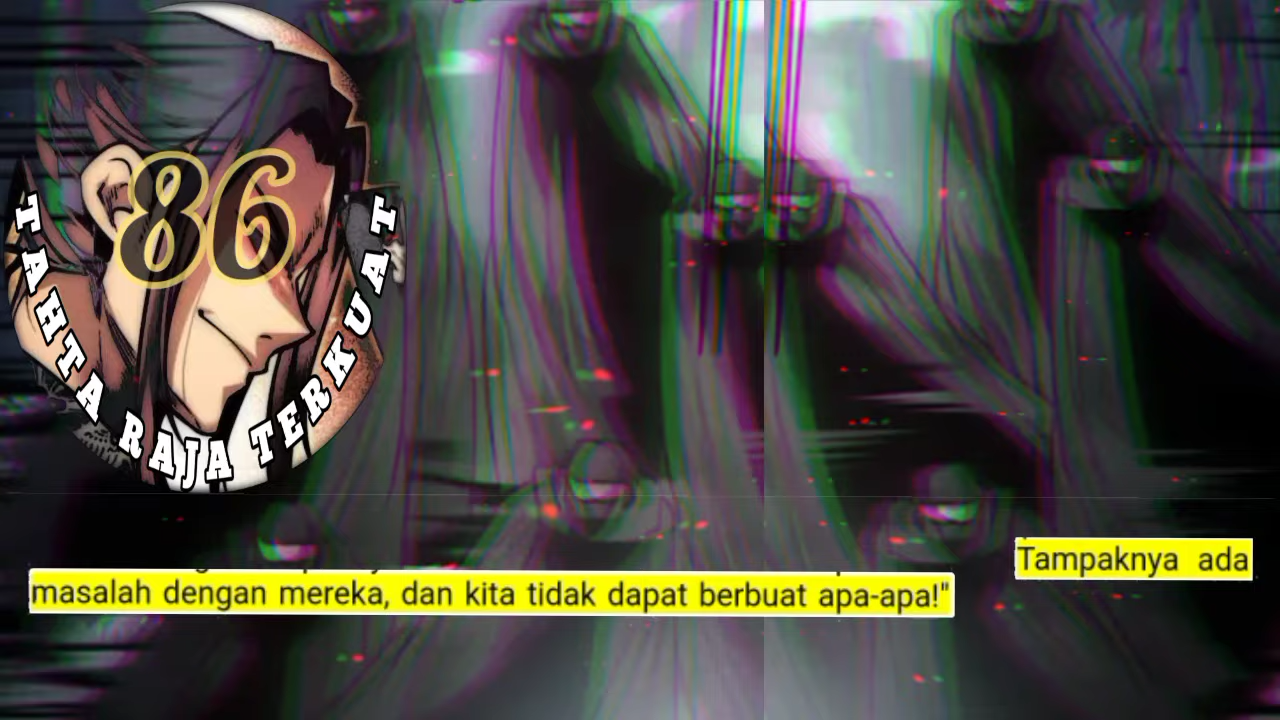 86
TAHTA RAJA TERKUAT
Tampaknya ada
masalah dengan mereka, dan kita tidak dapat berbuat apa-apa!"